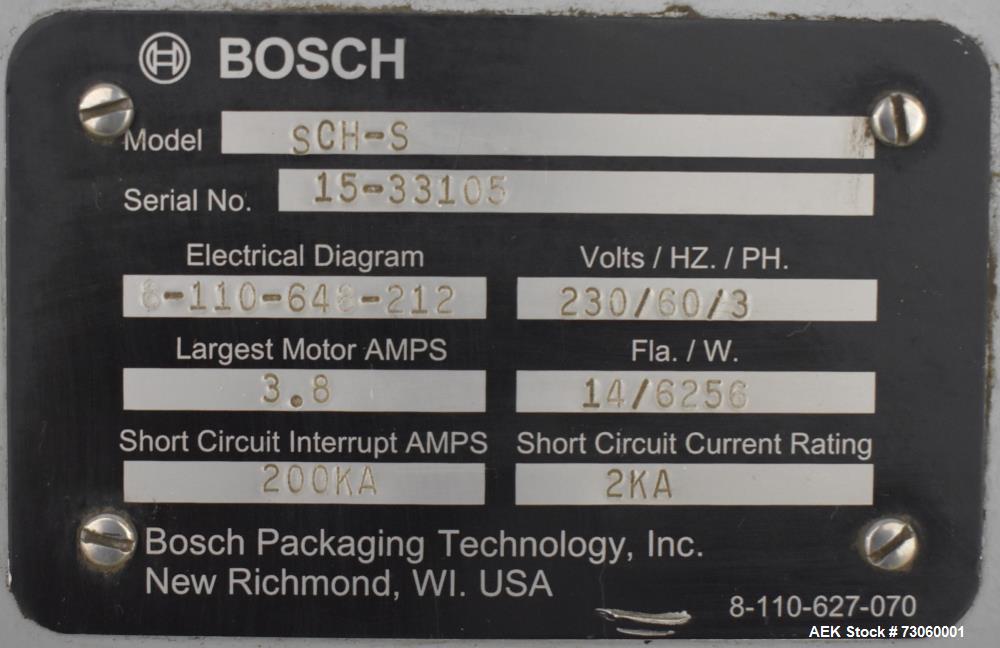 BOSCH
Model SCH-S
Serial No. 15-33105
Electrical Diagram Volts / HZ. / PH.
230/60/3
Largest Motor AMPS Fla. / W.
3.8 14/6256
Short Circuit Interrupt AMPS Short Circuit Current Rating
200KA 2KA
Bosch Packaging Technology, Inc.
New Richmond, WI. USA
8-110-627-070
AEK Stock # 73060001